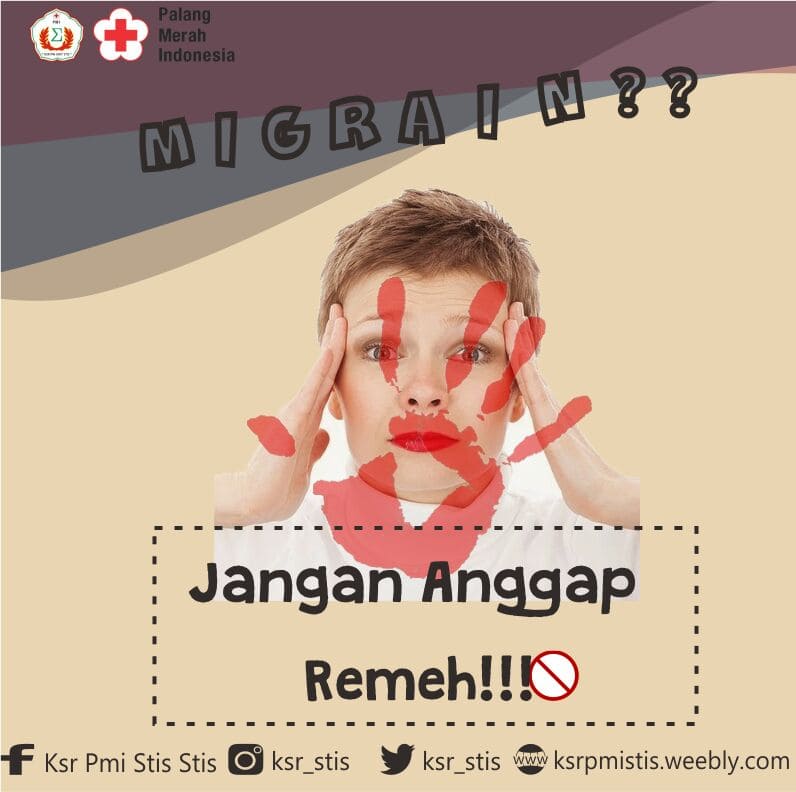 Palang
Merah
Indonesia
MIGRAIN??
Jangan Anggap
Remeh!!!
Ksr Pmi Stis Stis ksr_stis ksr_stis www ksrpmistis.weebly.com